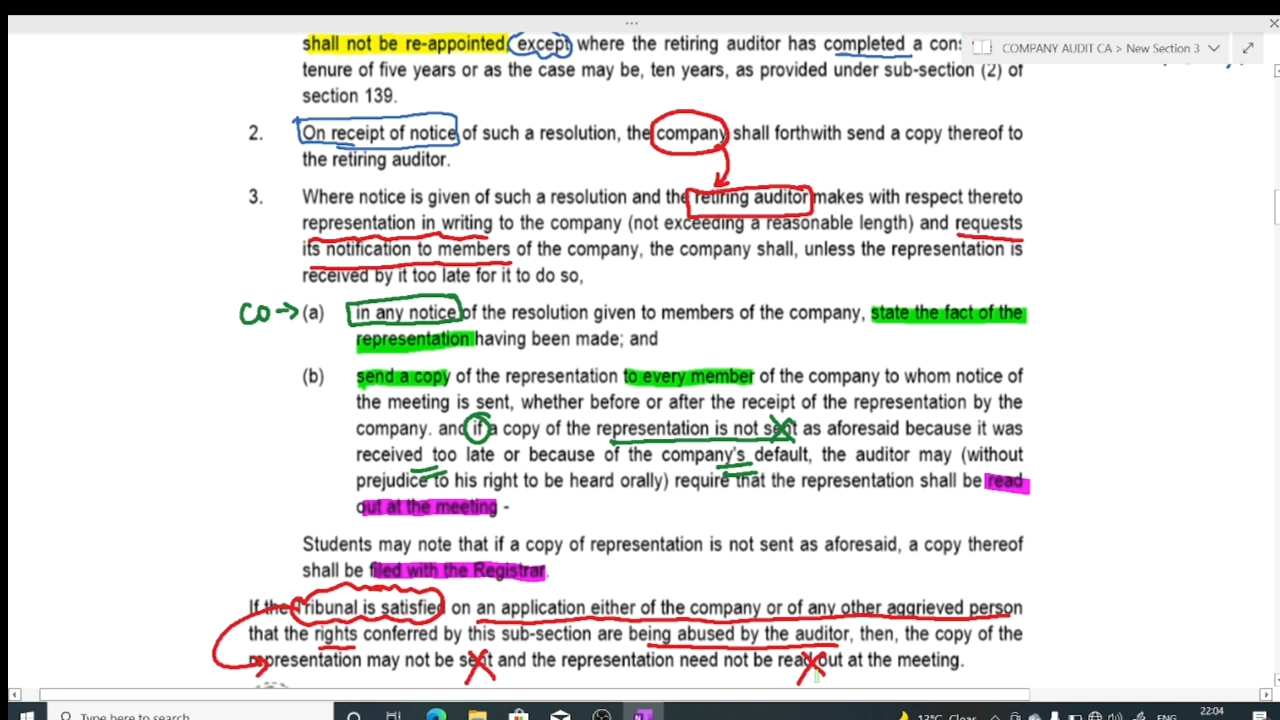 shall not be re-appointed, except where the retiring auditor has completed a cons
COMPANY AUDIT CA > New Section 3
tenure of five years or as the case may be, ten years, as provided under sub-section (2) of
section 139.
2. On receipt of notice of such a resolution, the company shall forthwith send a copy thereof to
the retiring auditor.
3. Where notice is given of such a resolution and the retiring auditor makes with respect thereto
representation in writing to the company (not exceeding a reasonable length) and requests
its notification to members of the company, the company shall, unless the representation is
received by it too late for it to do so,
CO → (a) in any notice of the resolution given to members of the company, state the fact of the
representation having been made; and
(b) send a copy of the representation to every member of the company to whom notice of
the meeting is sent, whether before or after the receipt of the representation by the
company. and if a copy of the representation is not sent as aforesaid because it was
received too late or because of the company's default, the auditor may (without
prejudice to his right to be heard orally) require that the representation shall be read
out at the meeting -
Students may note that if a copy of representation is not sent as aforesaid, a copy thereof
shall be filed with the Registrar.
If the Tribunal is satisfied on an application either of the company or of any other aggrieved person
that the rights conferred by this sub-section are being abused by the auditor, then, the copy of the
representation may not be sent and the representation need not be read out at the meeting.
Type here to search
13°C Clear
ENG
22:04